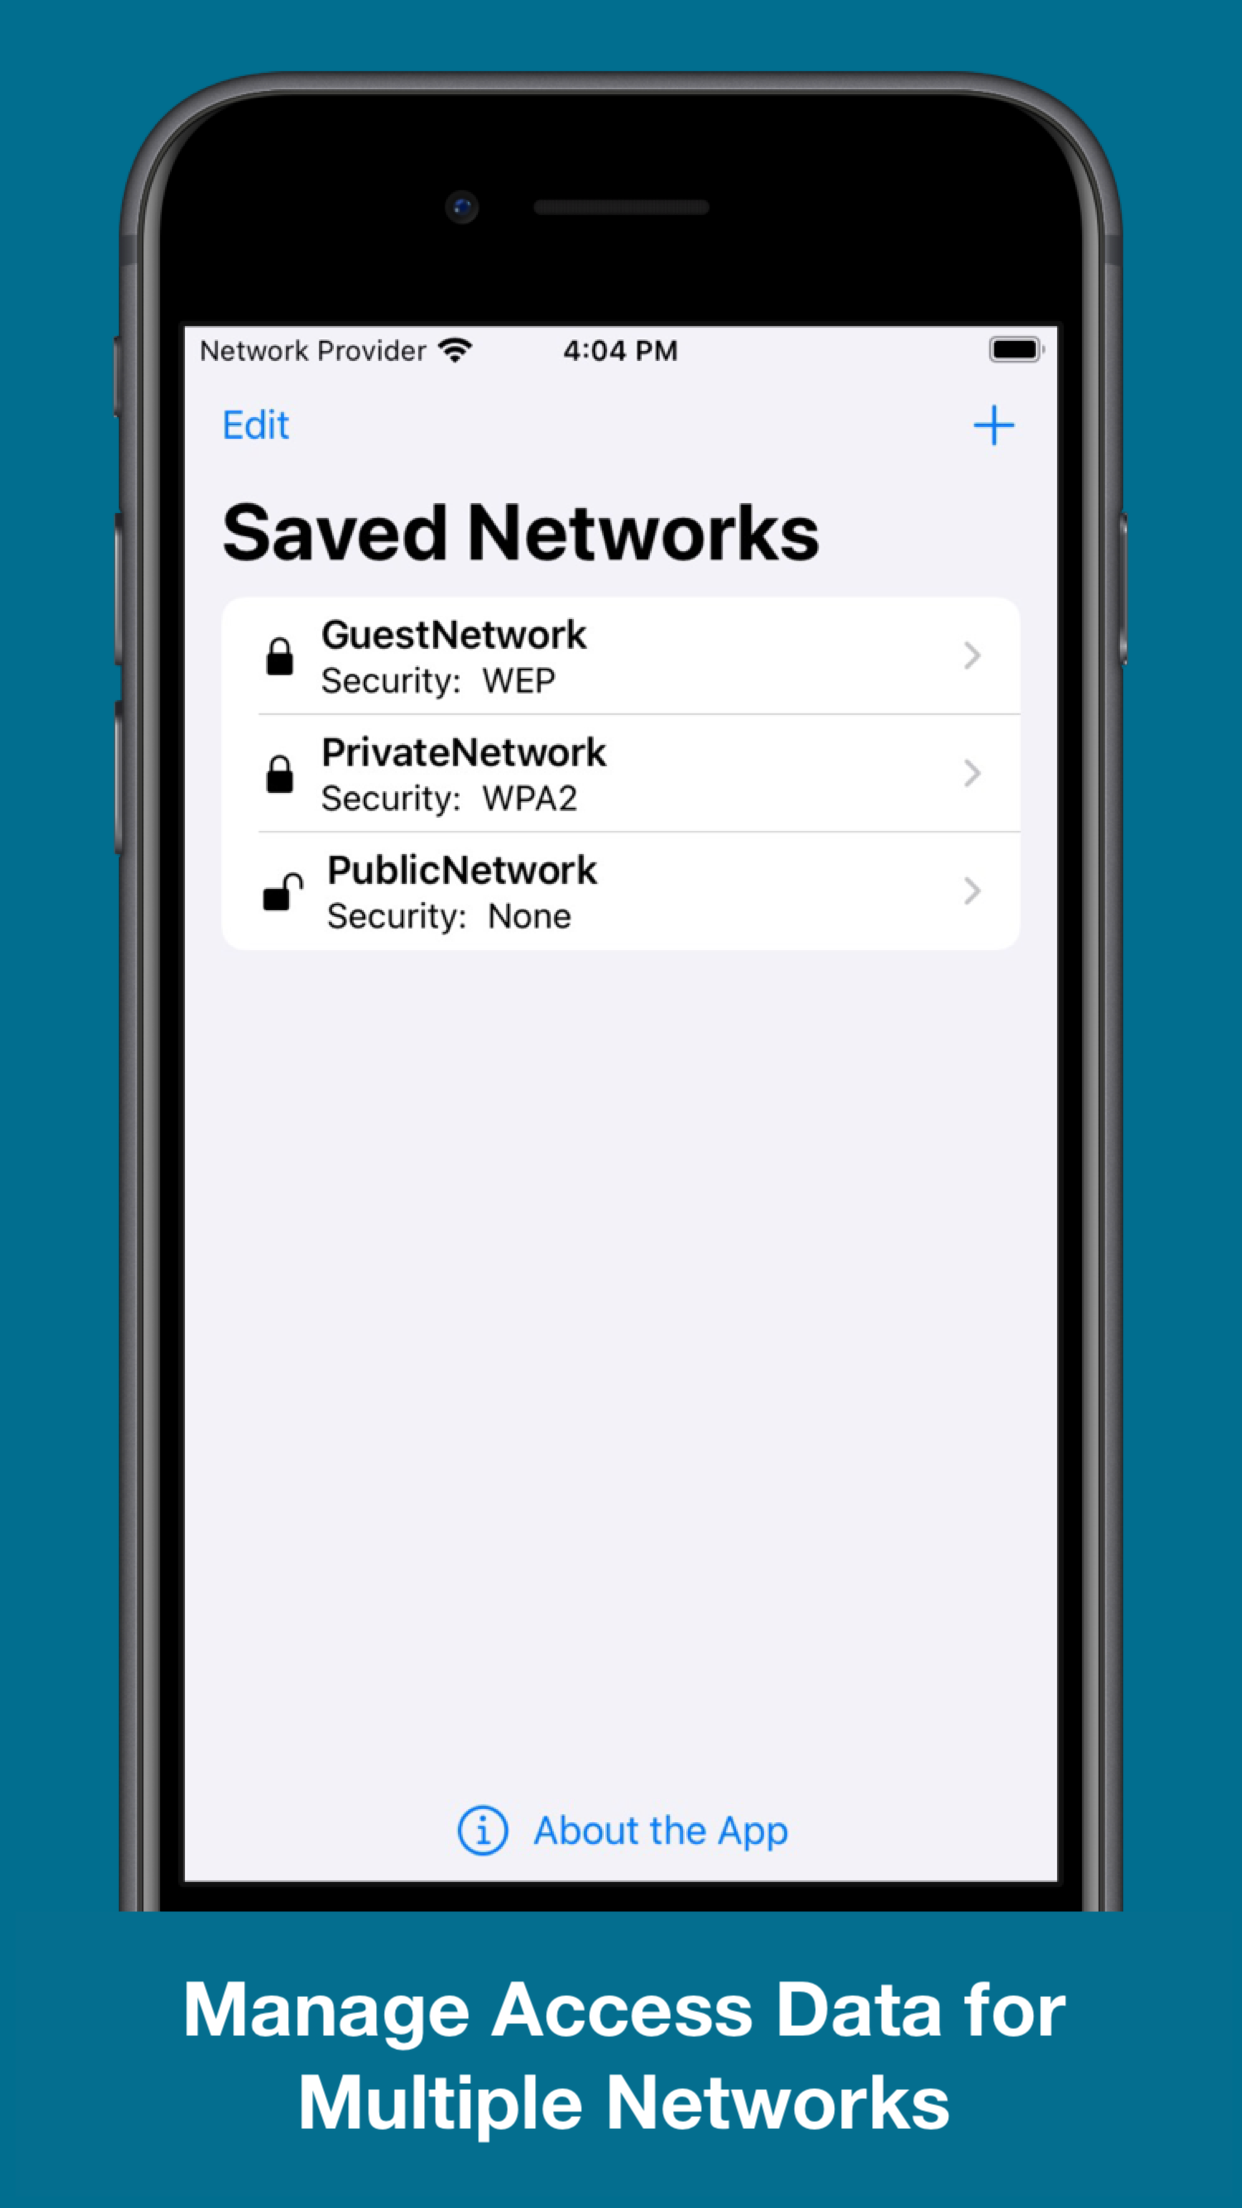 Network Provider 4:04 PM
Edit
Saved Networks
GuestNetwork
Security: WEP
PrivateNetwork
Security: WPA2
PublicNetwork
Security: None
About the App
Manage Access Data for
Multiple Networks